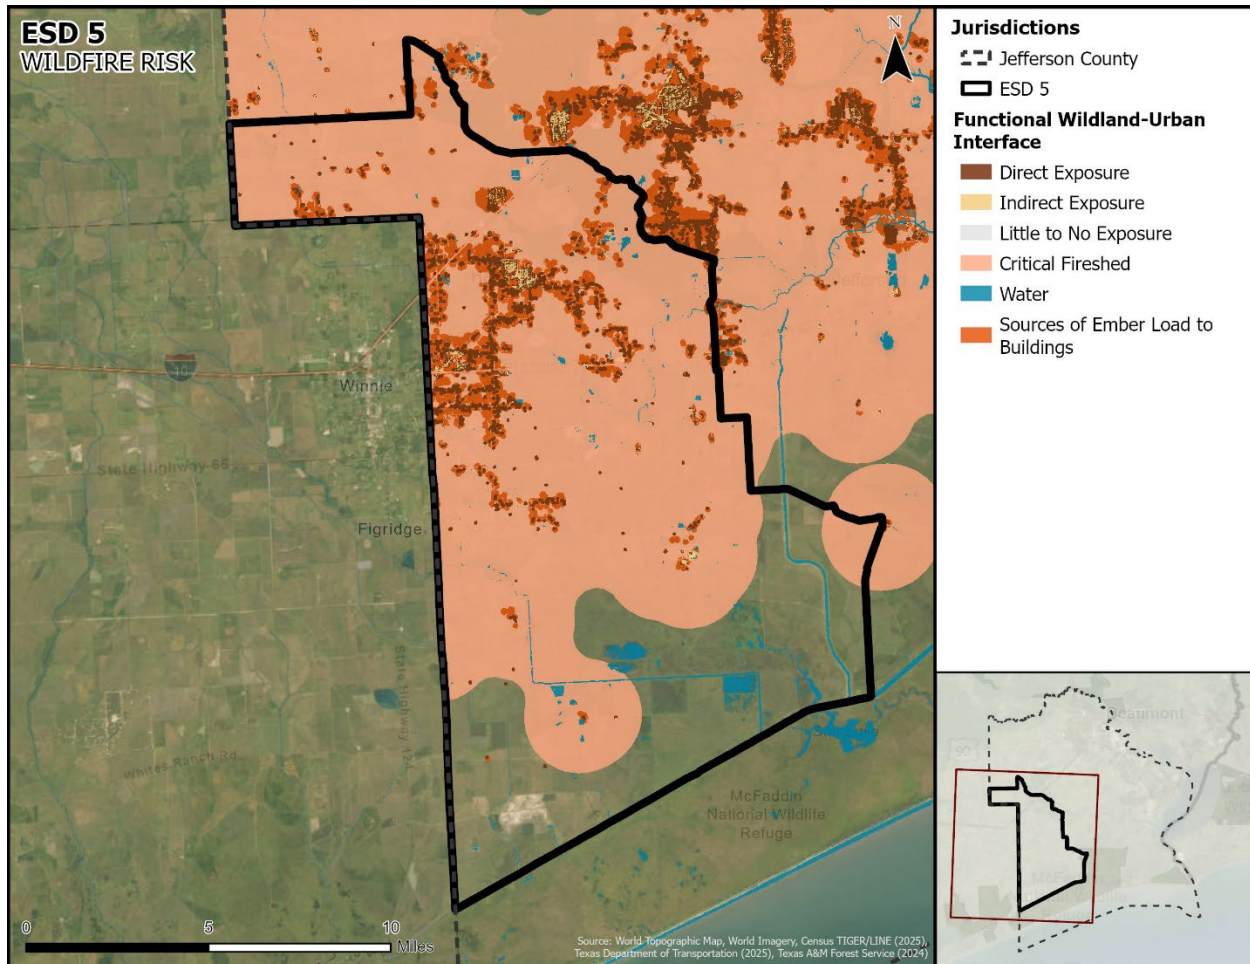 ESD 5
WILDFIRE RISK
N
10
Winnie
State Highway 65
Figridge
State Highway 124
Whites Ranch Rd
McFaddin
National Wildlife
Refuge
0
5
10
Miles
Source: World Topographic Map, World Imagery, Census TIGER/LINE (2025),
Texas Department of Transportation (2025), Texas A&M Forest Service (2024)
Jurisdictions
Jefferson County
ESD 5
Functional Wildland-Urban
Interface
Direct Exposure
Indirect Exposure
Little to No Exposure
Critical Fireshed
Water
Sources of Ember Load to
Buildings
Beaumont
90